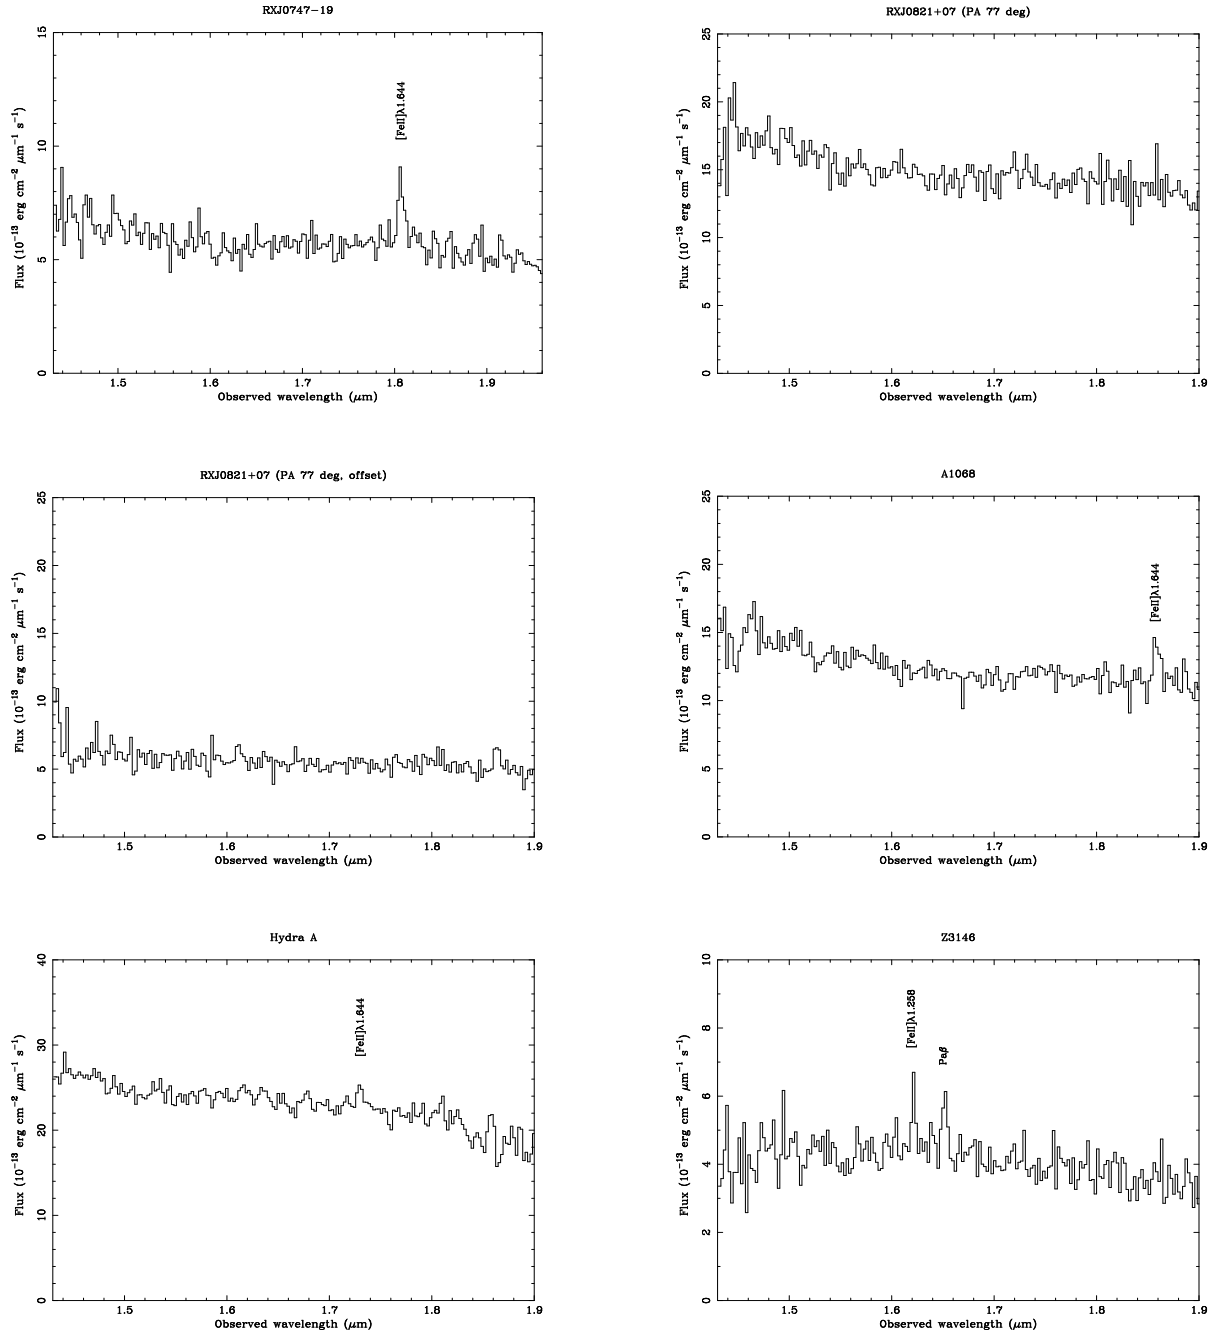 RXJ0747−19
15
10
5
0
Flux (10⁻¹³ erg cm⁻² μm⁻¹ s⁻¹)
[FeII]λ1.644
1.5 1.6 1.7 1.8 1.9
Observed wavelength (μm)
RXJ0821+07 (PA 77 deg)
25
20
15
10
5
0
Flux (10⁻¹³ erg cm⁻² μm⁻¹ s⁻¹)
1.5 1.6 1.7 1.8 1.9
Observed wavelength (μm)
RXJ0821+07 (PA 77 deg, offset)
25
20
15
10
5
0
Flux (10⁻¹³ erg cm⁻² μm⁻¹ s⁻¹)
1.5 1.6 1.7 1.8 1.9
Observed wavelength (μm)
A1068
25
20
15
10
5
0
Flux (10⁻¹³ erg cm⁻² μm⁻¹ s⁻¹)
[FeII]λ1.644
1.5 1.6 1.7 1.8 1.9
Observed wavelength (μm)
Hydra A
40
30
20
10
0
Flux (10⁻¹³ erg cm⁻² μm⁻¹ s⁻¹)
[FeII]λ1.644
1.5 1.6 1.7 1.8 1.9
Observed wavelength (μm)
Z3146
10
8
6
4
2
0
Flux (10⁻¹³ erg cm⁻² μm⁻¹ s⁻¹)
[FeII]λ1.258
Paβ
1.5 1.6 1.7 1.8 1.9
Observed wavelength (μm)